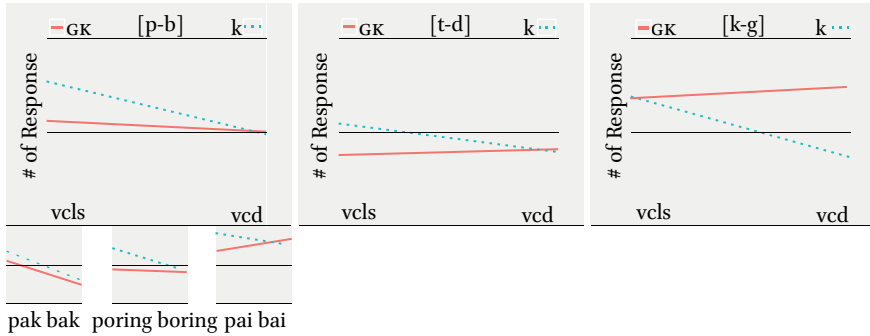 GK [p-b] k
# of Response
vcls vcd
pak bak poring boring pai bai
GK [t-d] k
# of Response
vcls vcd
GK [k-g] k
# of Response
vcls vcd